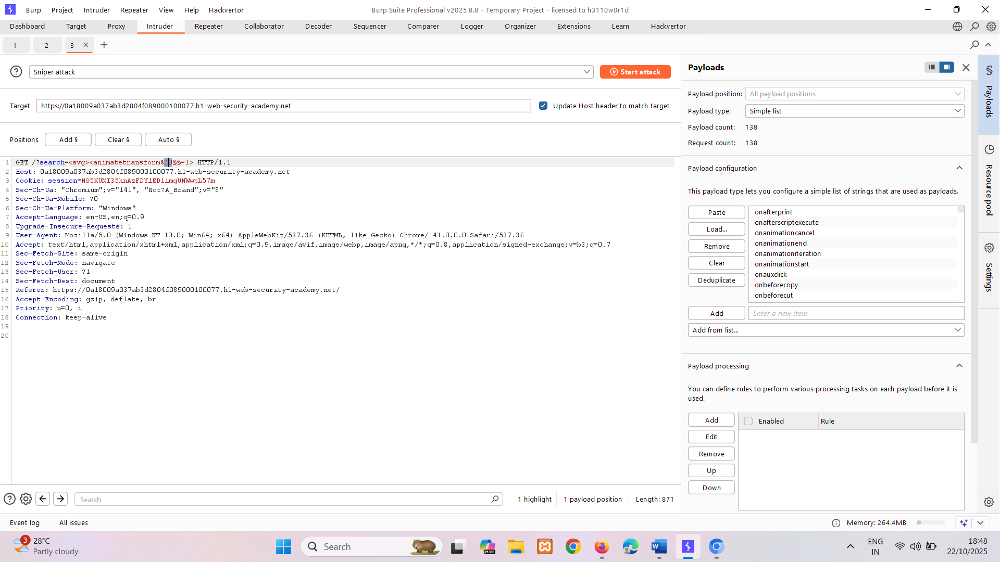 Burp Project Intruder Repeater View Help Hackvertor
Burp Suite Professional v2025.8.8 - Temporary Project - licensed to h3110w0r1d
Dashboard Target Proxy Intruder Repeater Collaborator Decoder Sequencer Comparer Logger Organizer Extensions Learn Hackvertor
1 2 3
Sniper attack
Start attack
Target https://0a18009a037ab3d2804f089000100077.h1-web-security-academy.net
Update Host header to match target
Positions Add § Clear § Auto §
1 GET /?search=<svg><animatetransform%20§§=1> HTTP/1.1
2 Host: 0a18009a037ab3d2804f089000100077.h1-web-security-academy.net
3 Cookie: session=NG5XUMI35knAzFDYlED1imgUNWwpL57m
4 Sec-Ch-Ua: "Chromium";v="141", "Not?A_Brand";v="8"
5 Sec-Ch-Ua-Mobile: ?0
6 Sec-Ch-Ua-Platform: "Windows"
7 Accept-Language: en-US,en;q=0.9
8 Upgrade-Insecure-Requests: 1
9 User-Agent: Mozilla/5.0 (Windows NT 10.0; Win64; x64) AppleWebKit/537.36 (KHTML, like Gecko) Chrome/141.0.0.0 Safari/537.36
10 Accept: text/html,application/xhtml+xml,application/xml;q=0.9,image/avif,image/webp,image/apng,*/*;q=0.8,application/signed-exchange;v=b3;q=0.7
11 Sec-Fetch-Site: same-origin
12 Sec-Fetch-Mode: navigate
13 Sec-Fetch-User: ?1
14 Sec-Fetch-Dest: document
15 Referer: https://0a18009a037ab3d2804f089000100077.h1-web-security-academy.net/
16 Accept-Encoding: gzip, deflate, br
17 Priority: u=0, i
18 Connection: keep-alive
19
20
Search
1 highlight
1 payload position
Length: 871
Payloads
Payload position: All payload positions
Payload type: Simple list
Payload count: 138
Request count: 138
Payload configuration
This payload type lets you configure a simple list of strings that are used as payloads.
Paste
Load...
Remove
Clear
Deduplicate
onafterprint
onafterscriptexecute
onanimationcancel
onanimationend
onanimationiteration
onanimationstart
onauxclick
onbeforecopy
onbeforecut
Add Enter a new item
Add from list...
Payload processing
You can define rules to perform various processing tasks on each payload before it is
used.
Add
Edit
Remove
Up
Down
Enabled Rule
§ Payloads
Resource pool
Settings
Event log All issues
Memory: 264.4MB
3
28°C
Partly cloudy
Search
M365
ENG
IN
18:48
22/10/2025